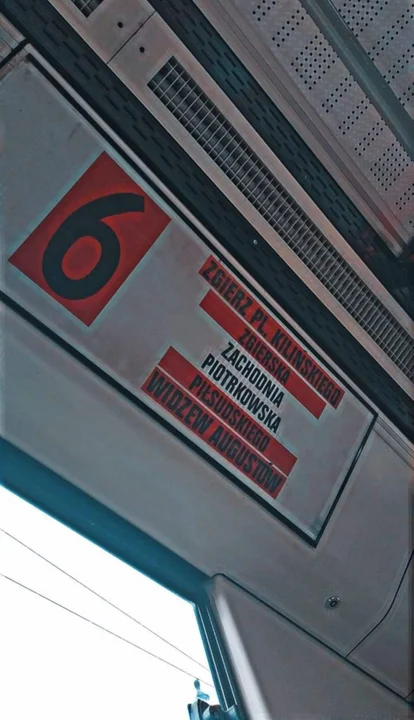 6
ZGIERZ PL. KILIŃSKIEGO
ZGIERSKA
ZACHODNIA
PIOTRKOWSKA
PIŁSUDSKIEGO
WIDZEW AUGUSTÓW